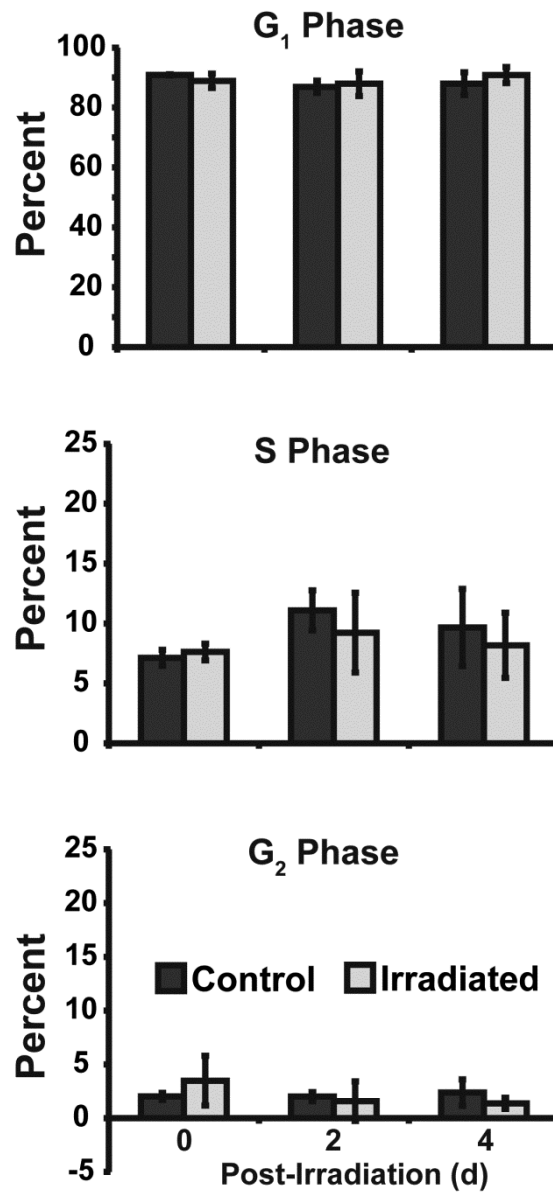 G₁ Phase
100
80
60
40
20
0
Percent
S Phase
25
20
15
10
5
0
Percent
G₂ Phase
25
20
15
10
5
0
-5
Percent
Control Irradiated
0 2 4
Post-Irradiation (d)